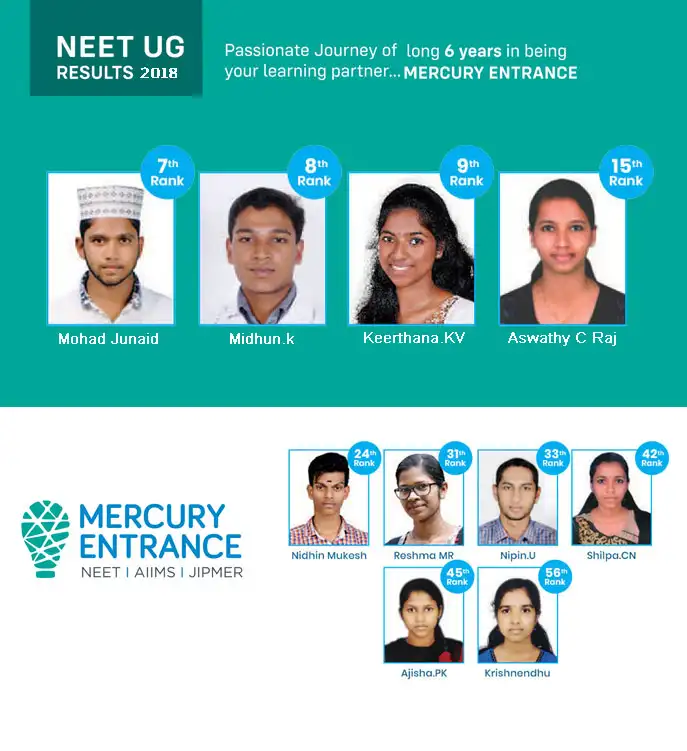 NEET UG
RESULTS 2018
Passionate Journey of long 6 years in being
your learning partner... MERCURY ENTRANCE
7th
Rank
8th
Rank
9th
Rank
15th
Rank
Mohad Junaid
Midhun.k
Keerthana.KV
Aswathy C Raj
MERCURY
ENTRANCE
NEET | AIIMS | JIPMER
24th
Rank
31th
Rank
33th
Rank
42th
Rank
Nidhin Mukesh
Reshma MR
Nipin.U
Shilpa.CN
45th
Rank
56th
Rank
Ajisha.PK
Krishnendhu